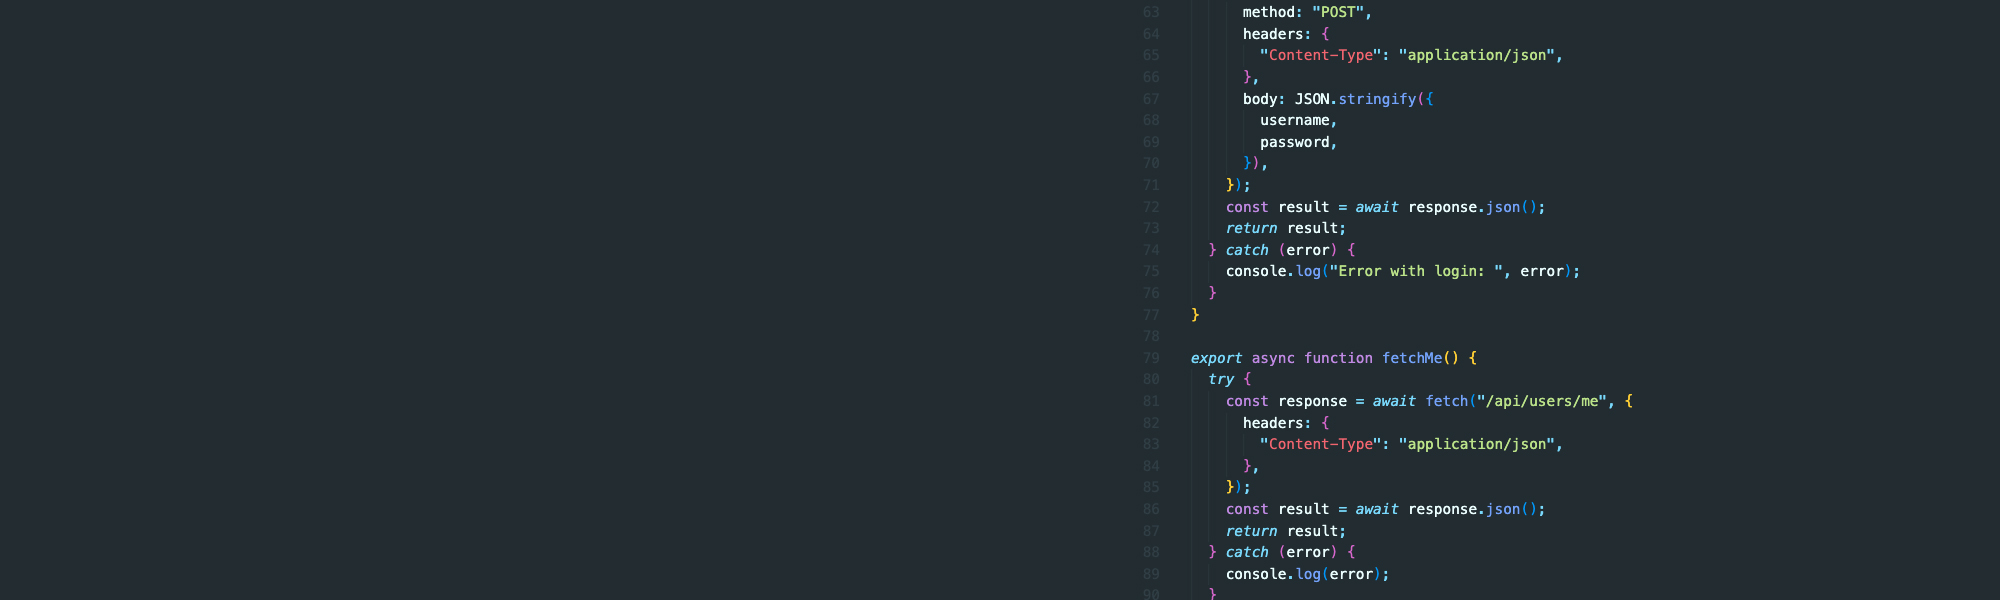 63 method: "POST",
64 headers: {
65 "Content-Type": "application/json",
66 },
67 body: JSON.stringify({
68 username,
69 password,
70 }),
71 });
72 const result = await response.json();
73 return result;
74 } catch (error) {
75 console.log("Error with login: ", error);
76 }
77 }
78
79 export async function fetchMe() {
80 try {
81 const response = await fetch("/api/users/me", {
82 headers: {
83 "Content-Type": "application/json",
84 },
85 });
86 const result = await response.json();
87 return result;
88 } catch (error) {
89 console.log(error);
90 }